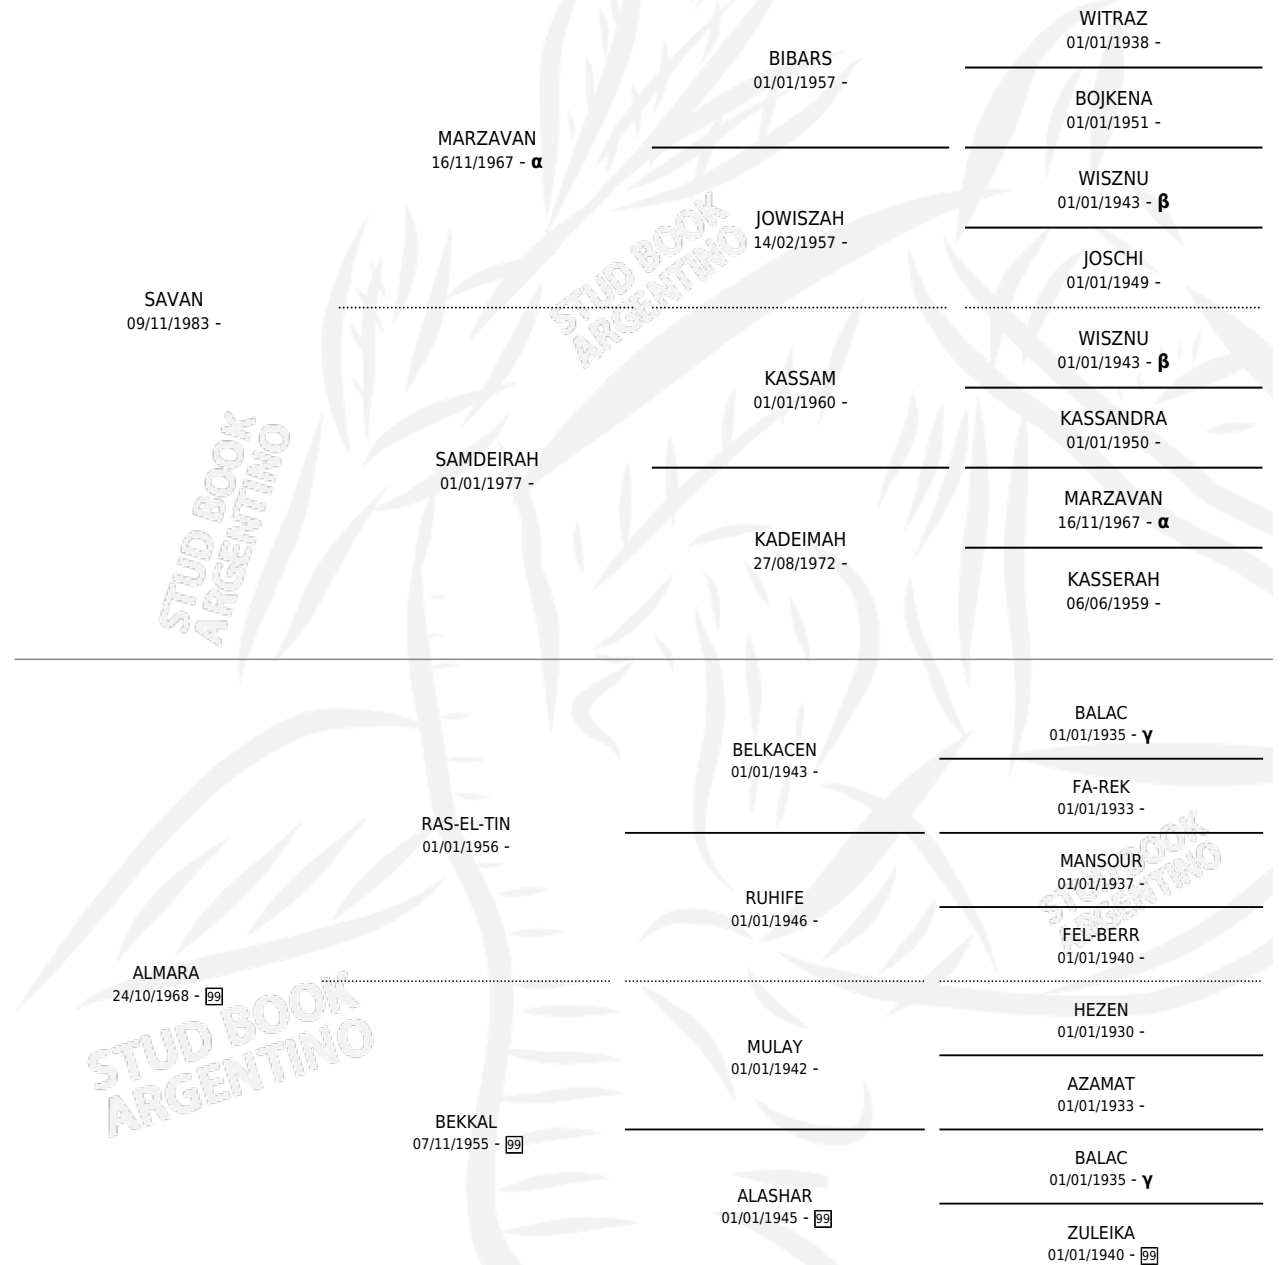 WITRAZ
01/01/1938 -
BIBARS
01/01/1957 -
BOJKENA
01/01/1951 -
MARZAVAN
16/11/1967 - α
WISZNU
01/01/1943 - β
JOWISZAH
14/02/1957 -
JOSCHI
01/01/1949 -
SAVAN
09/11/1983 -
WISZNU
01/01/1943 - β
KASSAM
01/01/1960 -
KASSANDRA
01/01/1950 -
SAMDEIRAH
01/01/1977 -
MARZAVAN
16/11/1967 - α
KADEIMAH
27/08/1972 -
KASSERAH
06/06/1959 -
BALAC
01/01/1935 - γ
BELKACEN
01/01/1943 -
FA-REK
01/01/1933 -
RAS-EL-TIN
01/01/1956 -
MANSOUR
01/01/1937 -
RUHIFE
01/01/1946 -
FEL-BERR
01/01/1940 -
ALMARA
24/10/1968 - 99
HEZEN
01/01/1930 -
MULAY
01/01/1942 -
AZAMAT
01/01/1933 -
BEKKAL
07/11/1955 - 99
BALAC
01/01/1935 - γ
ALASHAR
01/01/1945 - 99
ZULEIKA
01/01/1940 - 99
STUD BOOK
ARGENTINO
STUD BOOK
ARGENTINO
STUD BOOK
ARGENTINO
STUD BOOK
ARGENTINO